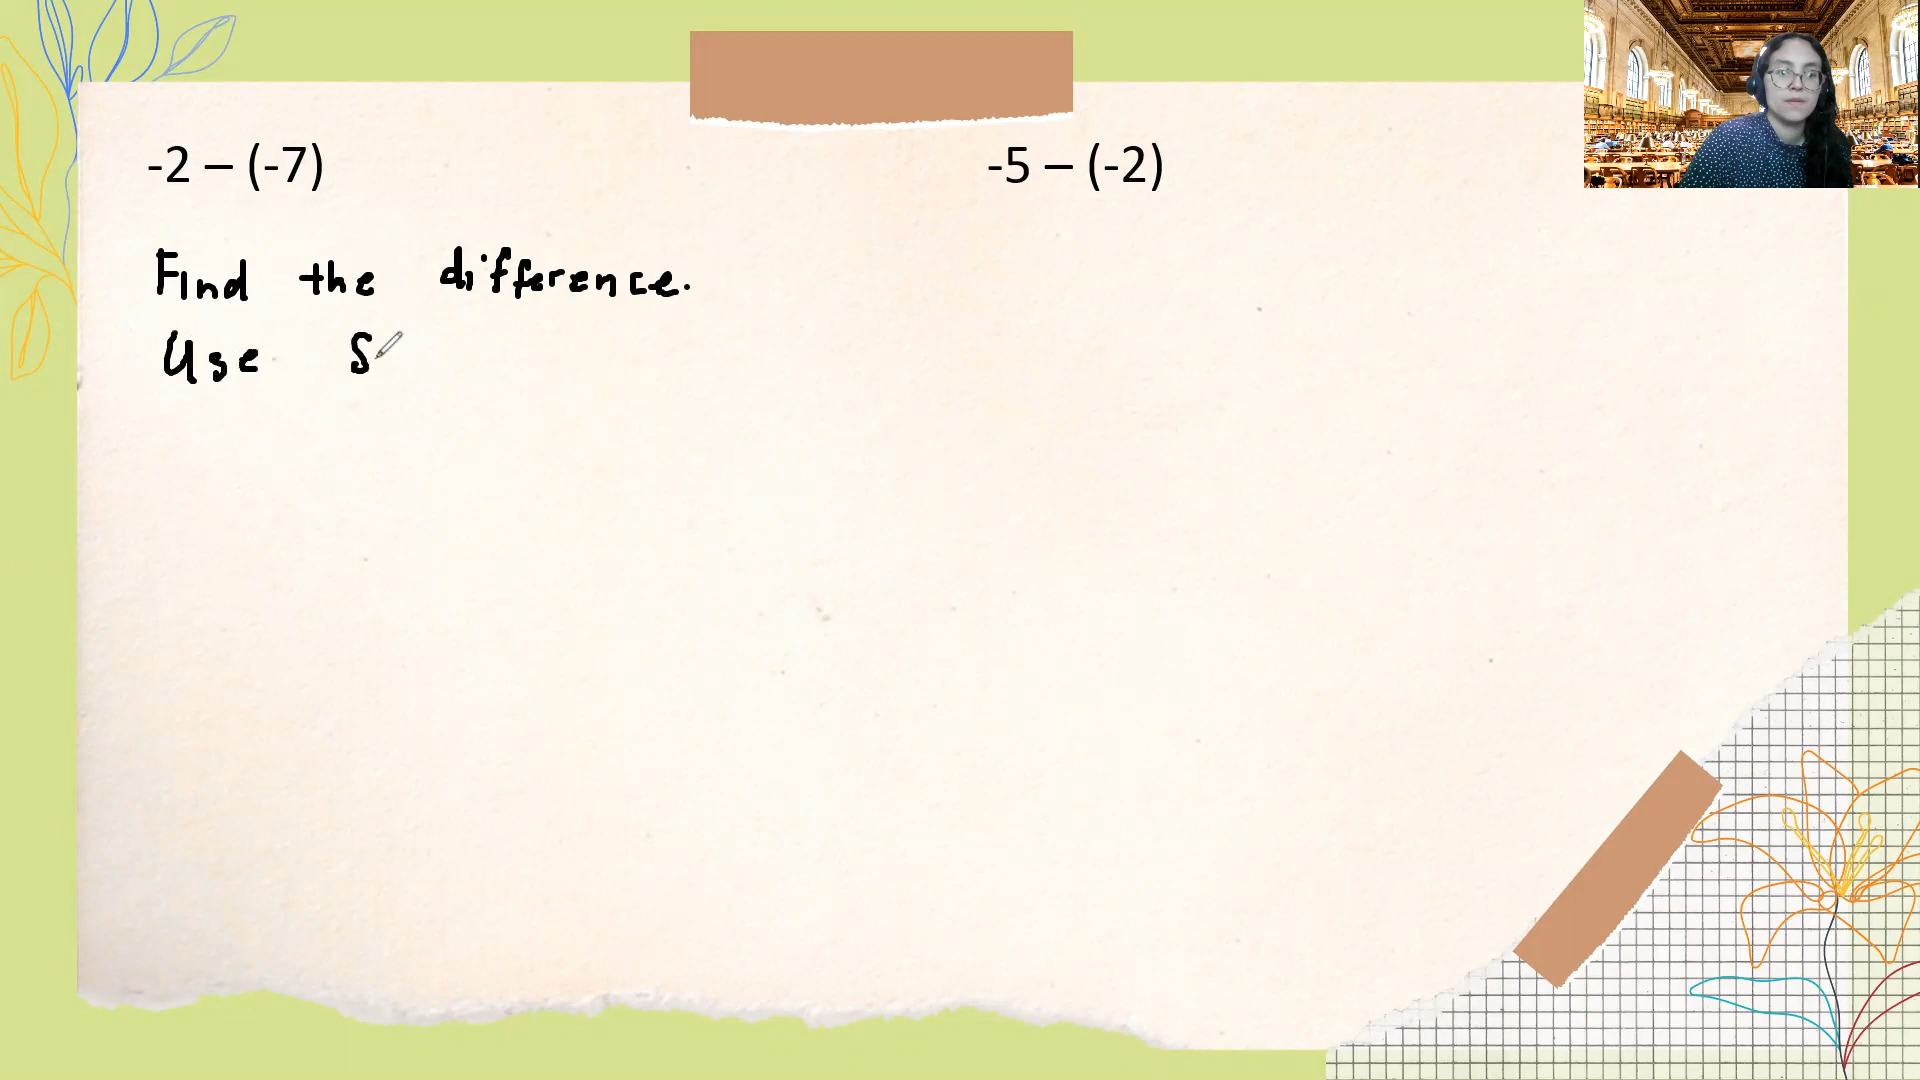 -2 – (-7)
-5 – (-2)
Find the difference.
Use S